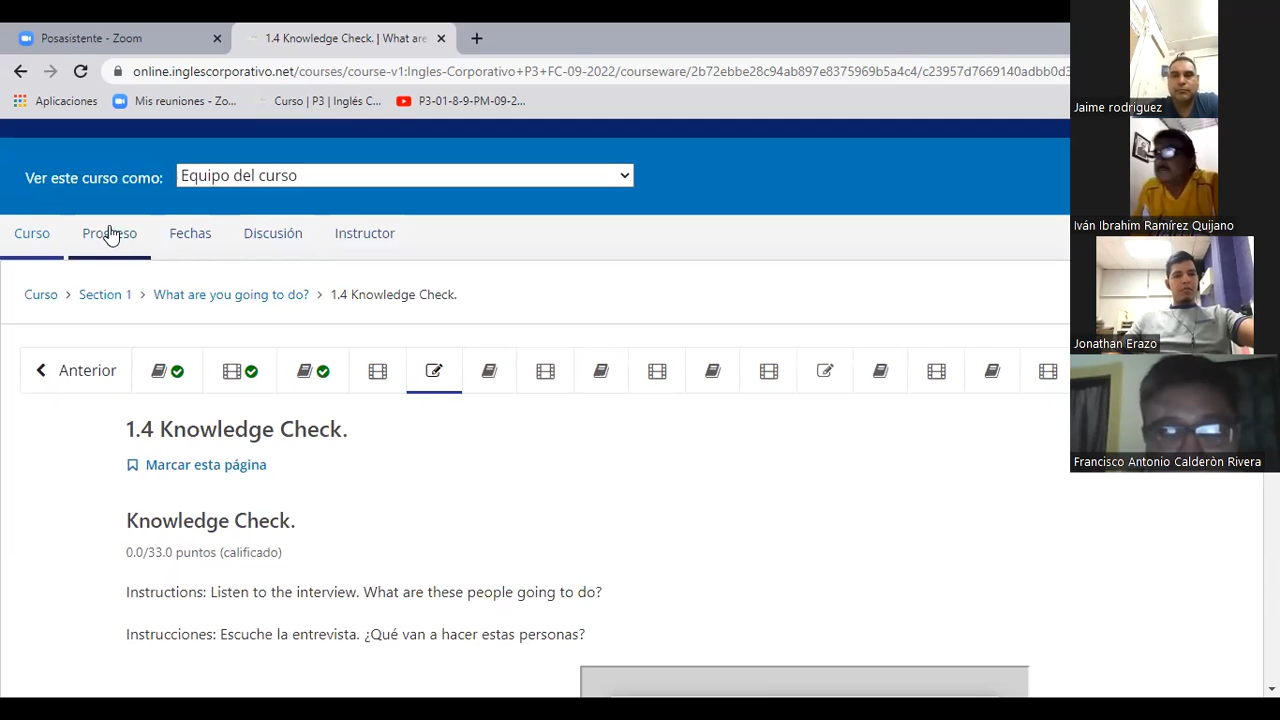 Posasistente - Zoom
1.4 Knowledge Check. | What are
online.inglescorporativo.net/courses/course-v1:Ingles-Corporativo+P3+FC-09-2022/courseware/2b72ebbe28c94ab897e8375969b5a4c4/c23957d7669140adbb0d3
Aplicaciones
Mis reuniones - Zo...
Curso | P3 | Inglés C...
P3-01-8-9-PM-09-2...
Ver este curso como:
Equipo del curso
Curso
Progreso
Fechas
Discusión
Instructor
Curso > Section 1 > What are you going to do? > 1.4 Knowledge Check.
Anterior
1.4 Knowledge Check.
Marcar esta página
Knowledge Check.
0.0/33.0 puntos (calificado)
Instructions: Listen to the interview. What are these people going to do?
Instrucciones: Escuche la entrevista. ¿Qué van a hacer estas personas?
Jaime rodriguez
Iván Ibrahim Ramírez Quijano
Jonathan Erazo
Francisco Antonio Calderòn Rivera